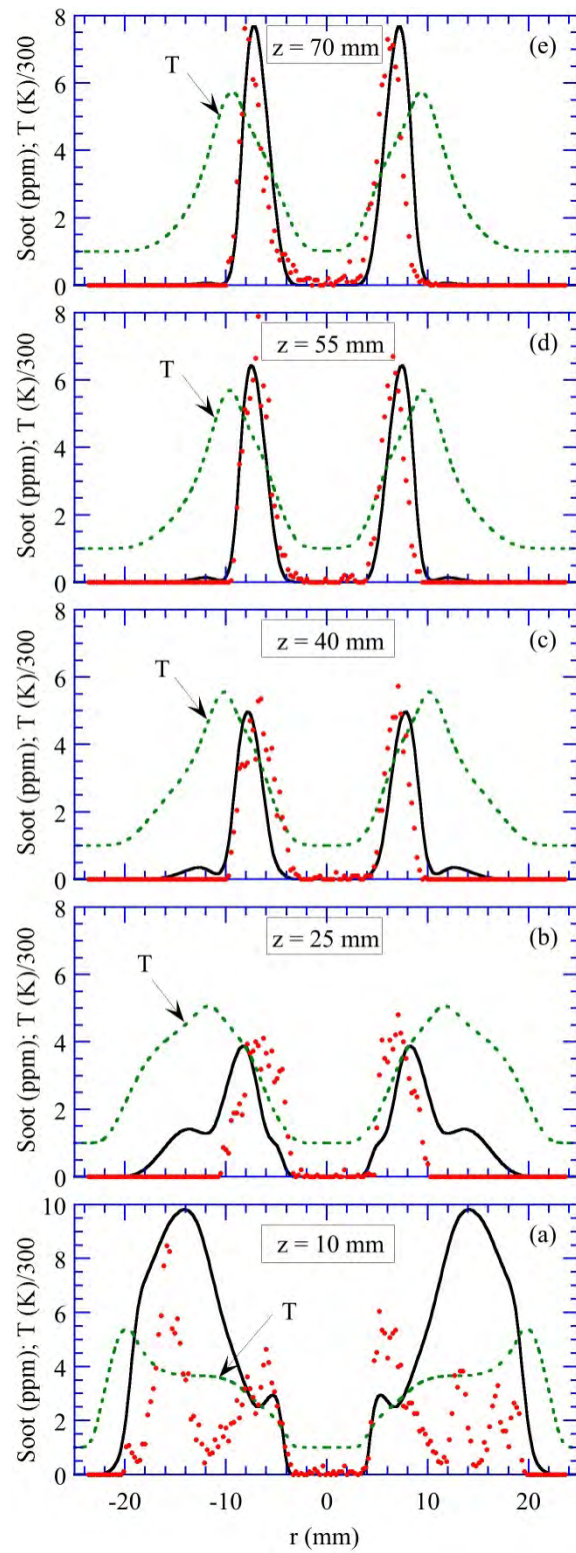 8
6
4
2
0
Soot (ppm); T (K)/300
T
z = 70 mm
(e)
8
6
4
2
0
Soot (ppm); T (K)/300
T
z = 55 mm
(d)
8
6
4
2
0
Soot (ppm); T (K)/300
T
z = 40 mm
(c)
8
6
4
2
0
Soot (ppm); T (K)/300
T
z = 25 mm
(b)
10
8
6
4
2
0
Soot (ppm); T (K)/300
z = 10 mm
T
(a)
-20 -10 0 10 20
r (mm)